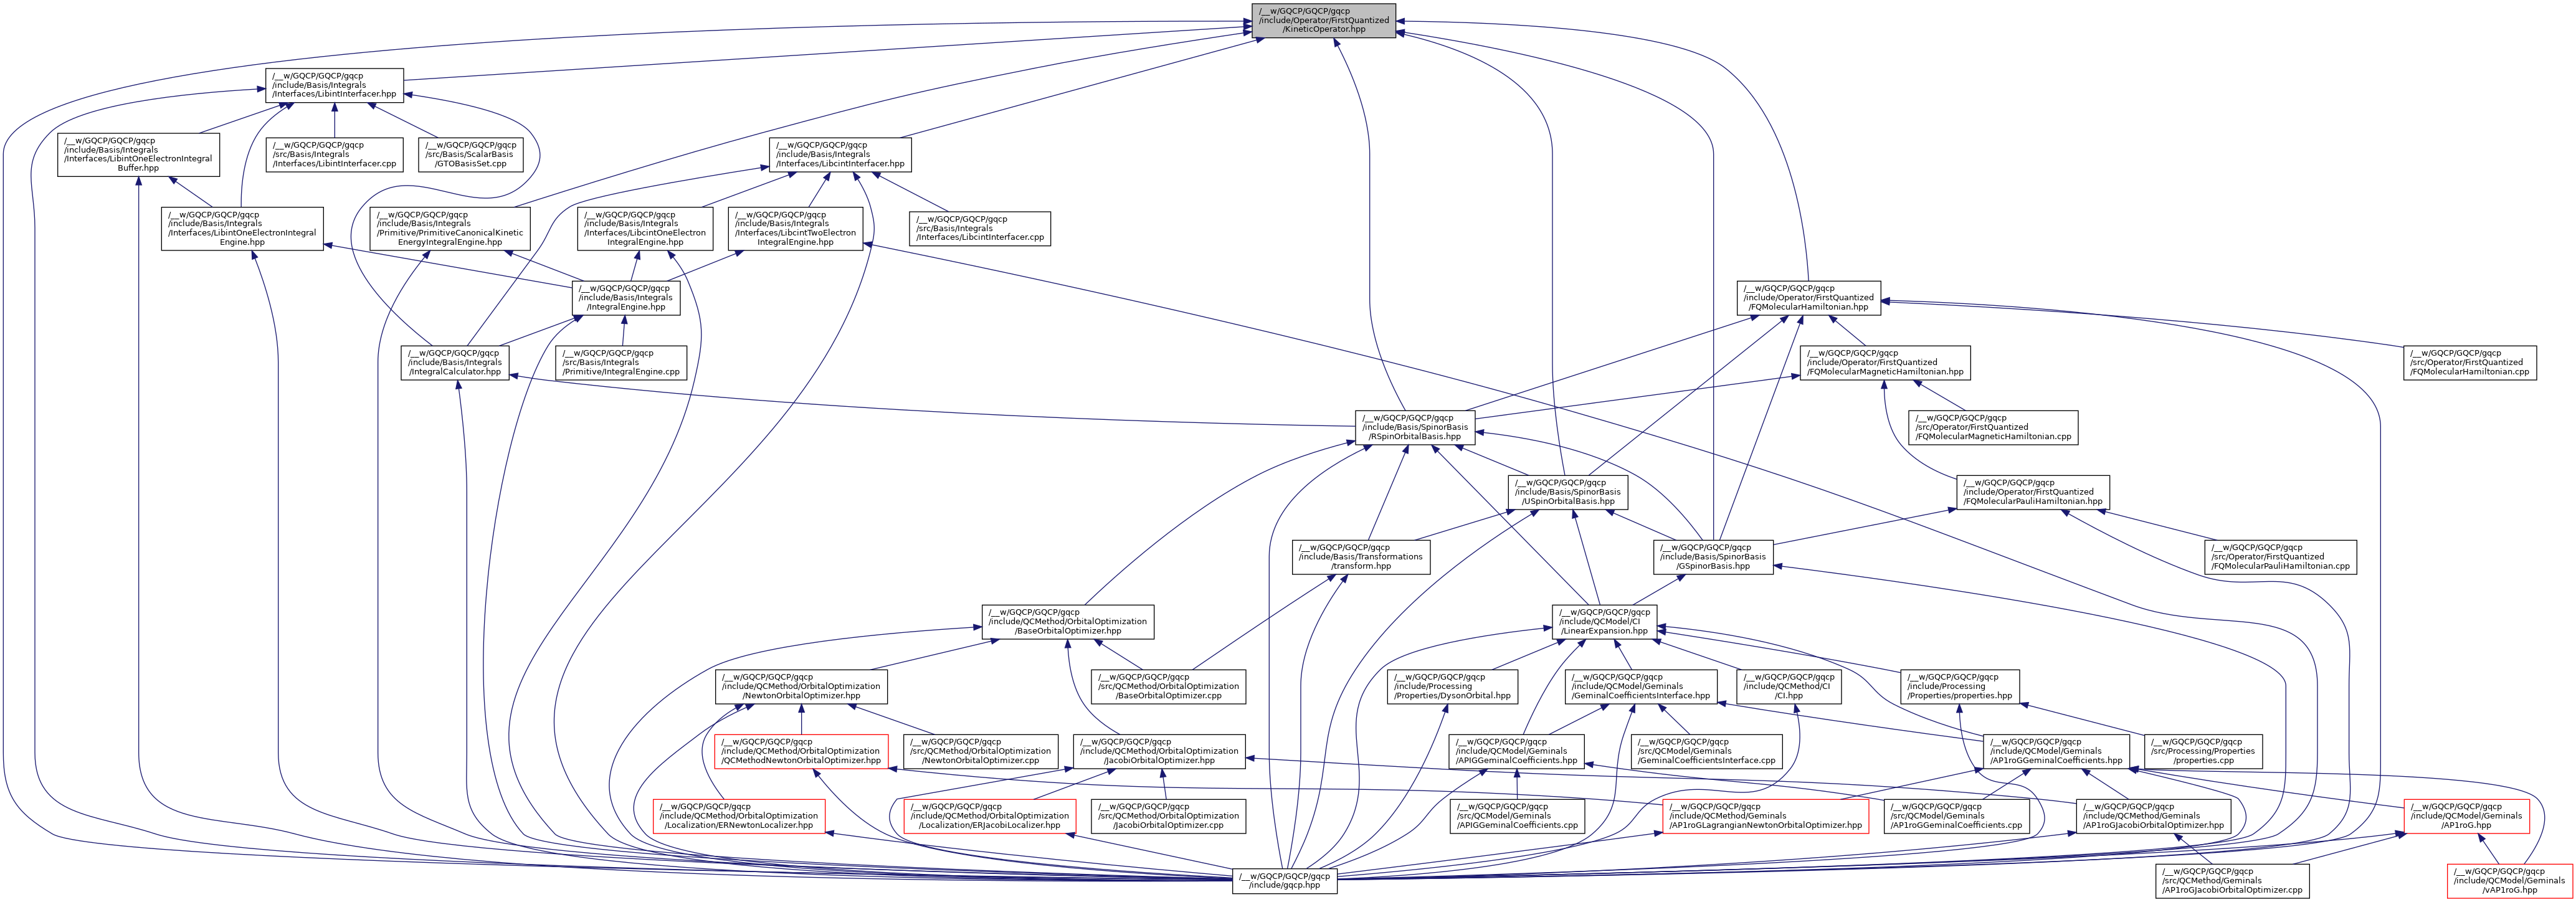 /__w/GQCP/GQCP/gqcp
/include/Operator/FirstQuantized
/KineticOperator.hpp
/__w/GQCP/GQCP/gqcp
/include/Basis/Integrals
/Interfaces/LibintInterfacer.hpp
/__w/GQCP/GQCP/gqcp
/include/Basis/Integrals
/Interfaces/LibintOneElectronIntegral
Buffer.hpp
/__w/GQCP/GQCP/gqcp
/src/Basis/Integrals
/Interfaces/LibintInterfacer.cpp
/__w/GQCP/GQCP/gqcp
/src/Basis/ScalarBasis
/GTOBasisSet.cpp
/__w/GQCP/GQCP/gqcp
/include/Basis/Integrals
/Interfaces/LibcintInterfacer.hpp
/__w/GQCP/GQCP/gqcp
/include/Basis/Integrals
/Interfaces/LibintOneElectronIntegral
Engine.hpp
/__w/GQCP/GQCP/gqcp
/include/Basis/Integrals
/Primitive/PrimitiveCanonicalKinetic
EnergyIntegralEngine.hpp
/__w/GQCP/GQCP/gqcp
/include/Basis/Integrals
/Interfaces/LibcintOneElectron
IntegralEngine.hpp
/__w/GQCP/GQCP/gqcp
/include/Basis/Integrals
/Interfaces/LibcintTwoElectron
IntegralEngine.hpp
/__w/GQCP/GQCP/gqcp
/src/Basis/Integrals
/Interfaces/LibcintInterfacer.cpp
/__w/GQCP/GQCP/gqcp
/include/Basis/Integrals
/IntegralEngine.hpp
/__w/GQCP/GQCP/gqcp
/include/Operator/FirstQuantized
/FQMolecularHamiltonian.hpp
/__w/GQCP/GQCP/gqcp
/include/Basis/Integrals
/IntegralCalculator.hpp
/__w/GQCP/GQCP/gqcp
/src/Basis/Integrals
/Primitive/IntegralEngine.cpp
/__w/GQCP/GQCP/gqcp
/include/Operator/FirstQuantized
/FQMolecularMagneticHamiltonian.hpp
/__w/GQCP/GQCP/gqcp
/src/Operator/FirstQuantized
/FQMolecularHamiltonian.cpp
/__w/GQCP/GQCP/gqcp
/include/Basis/SpinorBasis
/RSpinOrbitalBasis.hpp
/__w/GQCP/GQCP/gqcp
/src/Operator/FirstQuantized
/FQMolecularMagneticHamiltonian.cpp
/__w/GQCP/GQCP/gqcp
/include/Basis/SpinorBasis
/USpinOrbitalBasis.hpp
/__w/GQCP/GQCP/gqcp
/include/Operator/FirstQuantized
/FQMolecularPauliHamiltonian.hpp
/__w/GQCP/GQCP/gqcp
/include/Basis/Transformations
/transform.hpp
/__w/GQCP/GQCP/gqcp
/include/Basis/SpinorBasis
/GSpinorBasis.hpp
/__w/GQCP/GQCP/gqcp
/src/Operator/FirstQuantized
/FQMolecularPauliHamiltonian.cpp
/__w/GQCP/GQCP/gqcp
/include/QCMethod/OrbitalOptimization
/BaseOrbitalOptimizer.hpp
/__w/GQCP/GQCP/gqcp
/include/QCModel/CI
/LinearExpansion.hpp
/__w/GQCP/GQCP/gqcp
/include/QCMethod/OrbitalOptimization
/NewtonOrbitalOptimizer.hpp
/__w/GQCP/GQCP/gqcp
/src/QCMethod/OrbitalOptimization
/BaseOrbitalOptimizer.cpp
/__w/GQCP/GQCP/gqcp
/include/Processing
/Properties/DysonOrbital.hpp
/__w/GQCP/GQCP/gqcp
/include/QCModel/Geminals
/GeminalCoefficientsInterface.hpp
/__w/GQCP/GQCP/gqcp
/include/QCMethod/CI
/CI.hpp
/__w/GQCP/GQCP/gqcp
/include/Processing
/Properties/properties.hpp
/__w/GQCP/GQCP/gqcp
/include/QCMethod/OrbitalOptimization
/QCMethodNewtonOrbitalOptimizer.hpp
/__w/GQCP/GQCP/gqcp
/src/QCMethod/OrbitalOptimization
/NewtonOrbitalOptimizer.cpp
/__w/GQCP/GQCP/gqcp
/include/QCMethod/OrbitalOptimization
/JacobiOrbitalOptimizer.hpp
/__w/GQCP/GQCP/gqcp
/include/QCModel/Geminals
/APIGGeminalCoefficients.hpp
/__w/GQCP/GQCP/gqcp
/src/QCModel/Geminals
/GeminalCoefficientsInterface.cpp
/__w/GQCP/GQCP/gqcp
/include/QCModel/Geminals
/AP1roGGeminalCoefficients.hpp
/__w/GQCP/GQCP/gqcp
/src/Processing/Properties
/properties.cpp
/__w/GQCP/GQCP/gqcp
/include/QCMethod/OrbitalOptimization
/Localization/ERNewtonLocalizer.hpp
/__w/GQCP/GQCP/gqcp
/include/QCMethod/OrbitalOptimization
/Localization/ERJacobiLocalizer.hpp
/__w/GQCP/GQCP/gqcp
/src/QCMethod/OrbitalOptimization
/JacobiOrbitalOptimizer.cpp
/__w/GQCP/GQCP/gqcp
/src/QCModel/Geminals
/APIGGeminalCoefficients.cpp
/__w/GQCP/GQCP/gqcp
/include/QCMethod/Geminals
/AP1roGLagrangianNewtonOrbitalOptimizer.hpp
/__w/GQCP/GQCP/gqcp
/src/QCModel/Geminals
/AP1roGGeminalCoefficients.cpp
/__w/GQCP/GQCP/gqcp
/include/QCMethod/Geminals
/AP1roGJacobiOrbitalOptimizer.hpp
/__w/GQCP/GQCP/gqcp
/include/QCMethod/Geminals
/AP1roG.hpp
/__w/GQCP/GQCP/gqcp
/include/gqcp.hpp
/__w/GQCP/GQCP/gqcp
/src/QCMethod/Geminals
/AP1roGJacobiOrbitalOptimizer.cpp
/__w/GQCP/GQCP/gqcp
/include/QCModel/Geminals
/vAP1roG.hpp